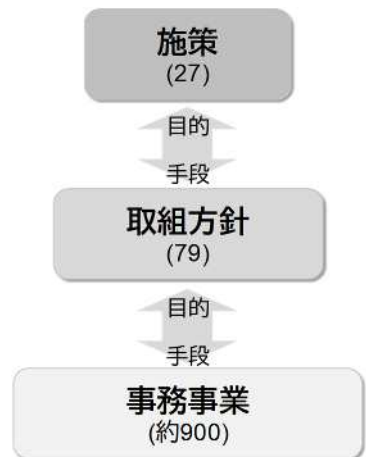 施策
(27)
目的
手段
取組方針
(79)
目的
手段
事務事業
(約900)